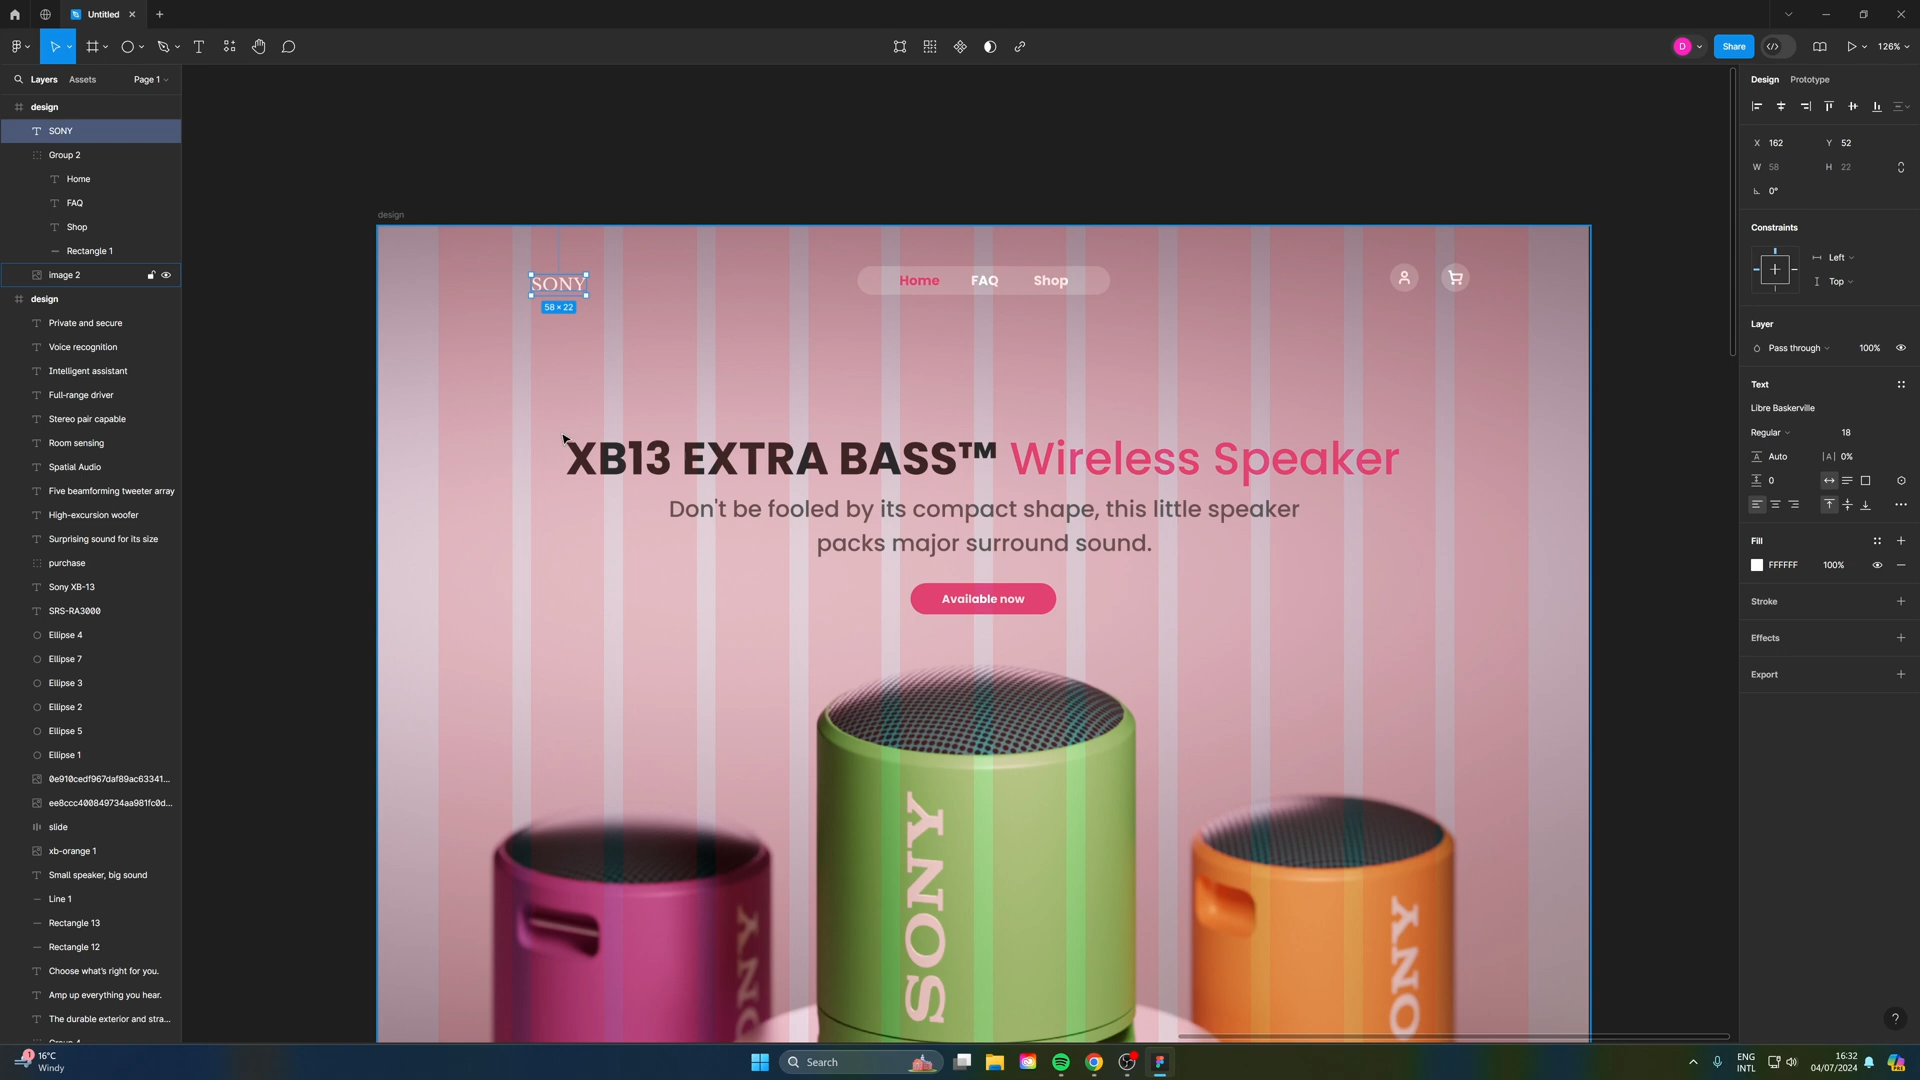 Untitled
Share
126%
Layers
Assets
Page 1
design
SONY
Group 2
Home
FAQ
Shop
Rectangle 1
image 2
design
Private and secure
Voice recognition
Intelligent assistant
Full-range driver
Stereo pair capable
Room sensing
Spatial Audio
Five beamforming tweeter array
High-excursion woofer
Surprising sound for its size
purchase
Sony XB-13
SRS-RA3000
Ellipse 4
Ellipse 7
Ellipse 3
Ellipse 2
Ellipse 5
Ellipse 1
0e910cedf967daf89ac63341...
ee8ccc400849734aa981fc0d...
slide
xb-orange 1
Small speaker, big sound
Line 1
Rectangle 13
Rectangle 12
Choose what's right for you.
Amp up everything you hear.
The durable exterior and stra...
design
SONY
58 × 22
Home FAQ Shop
XB13 EXTRA BASS™ Wireless Speaker
Don't be fooled by its compact shape, this little speaker
packs major surround sound.
Available now
SONY
Design
Prototype
X 162 Y 52
W 58 H 22
0°
Constraints
Left
Top
Layer
Pass through 100%
Text
Libre Baskerville
Regular 18
Auto 0%
0
Fill
FFFFFF 100%
Stroke
Effects
Export
?
1
16°C
Windy
Search
ENG
INTL
16:32
04/07/2024